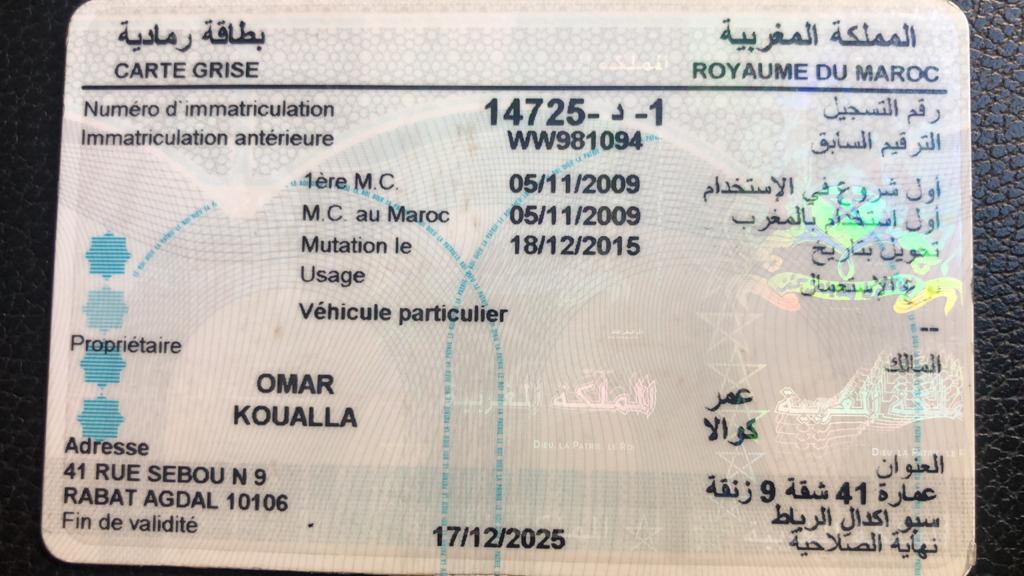 بطاقة رمادية المملكة المغربية
CARTE GRISE ROYAUME DU MAROC
Numéro d'immatriculation 14725- د -1 رقم التسجيل
Immatriculation antérieure WW981094 الترقيم السابق
1ère M.C. 05/11/2009 أول شروع في الإستخدام
M.C. au Maroc 05/11/2009 أول استخدام بالمغرب
Mutation le 18/12/2015 تحويل بتاريخ
Usage الإستعمال
Véhicule particulier --
Propriétaire المالك
OMAR عمر
KOUALLA كوالا
المملكة المغربية
DIEU, LA PATRIE, LE ROI
Adresse العنوان
41 RUE SEBOU N 9 عمارة 41 شقة 9 زنقة
RABAT AGDAL 10106 سبو اكدال الرباط
Fin de validité 17/12/2025 نهاية الصلاحية